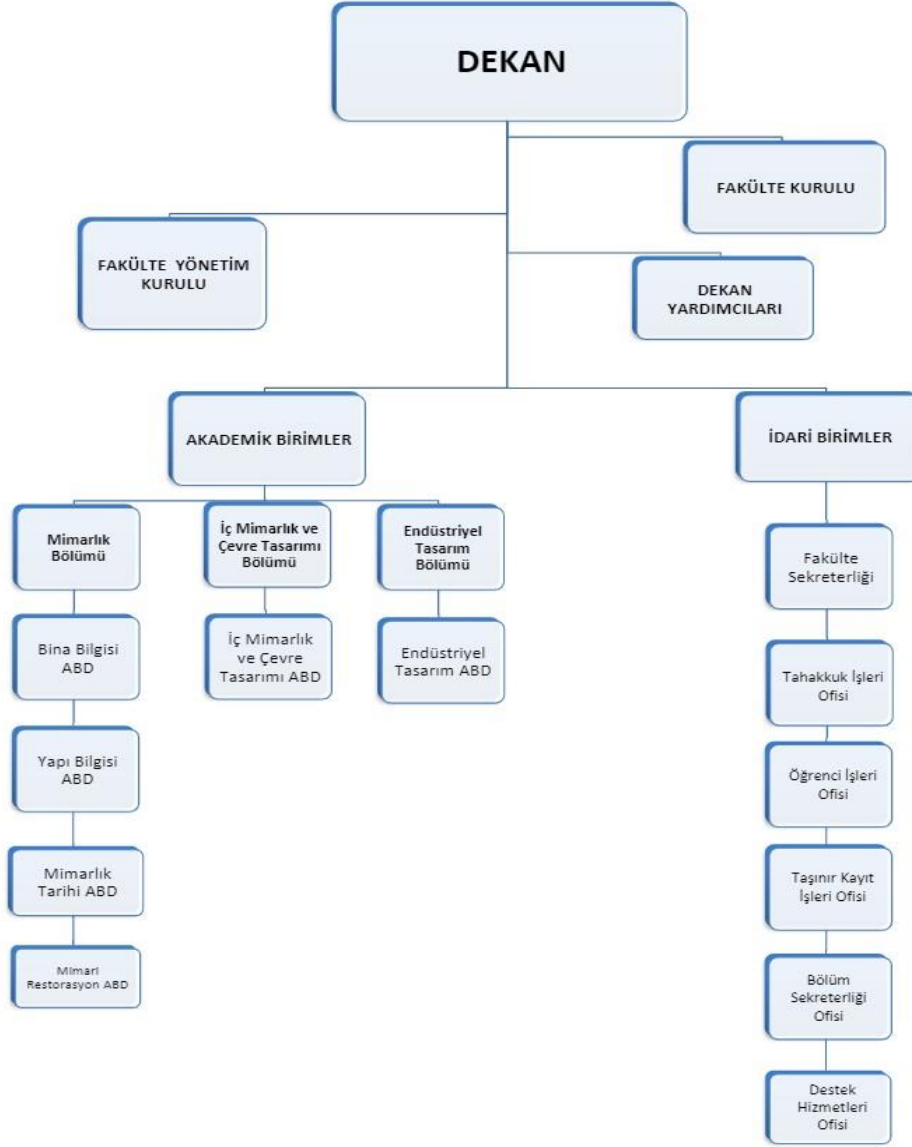 DEKAN
FAKÜLTE KURULU
FAKÜLTE YÖNETİM
KURULU
DEKAN
YARDIMCILARI
AKADEMİK BİRİMLER
İDARİ BİRİMLER
Mimarlık
Bölümü
İç Mimarlık ve
Çevre Tasarımı
Bölümü
Endüstriyel
Tasarım
Bölümü
Bina Bilgisi
ABD
İç Mimarlık
ve Çevre
Tasarımı ABD
Endüstriyel
Tasarım ABD
Yapı Bilgisi
ABD
Mimarlık
Tarihi ABD
Mimari
Restorasyon ABD
Fakülte
Sekreterliği
Tahakkuk İşleri
Ofisi
Öğrenci İşleri
Ofisi
Taşınır Kayıt
İşleri Ofisi
Bölüm
Sekreterliği
Ofisi
Destek
Hizmetleri
Ofisi